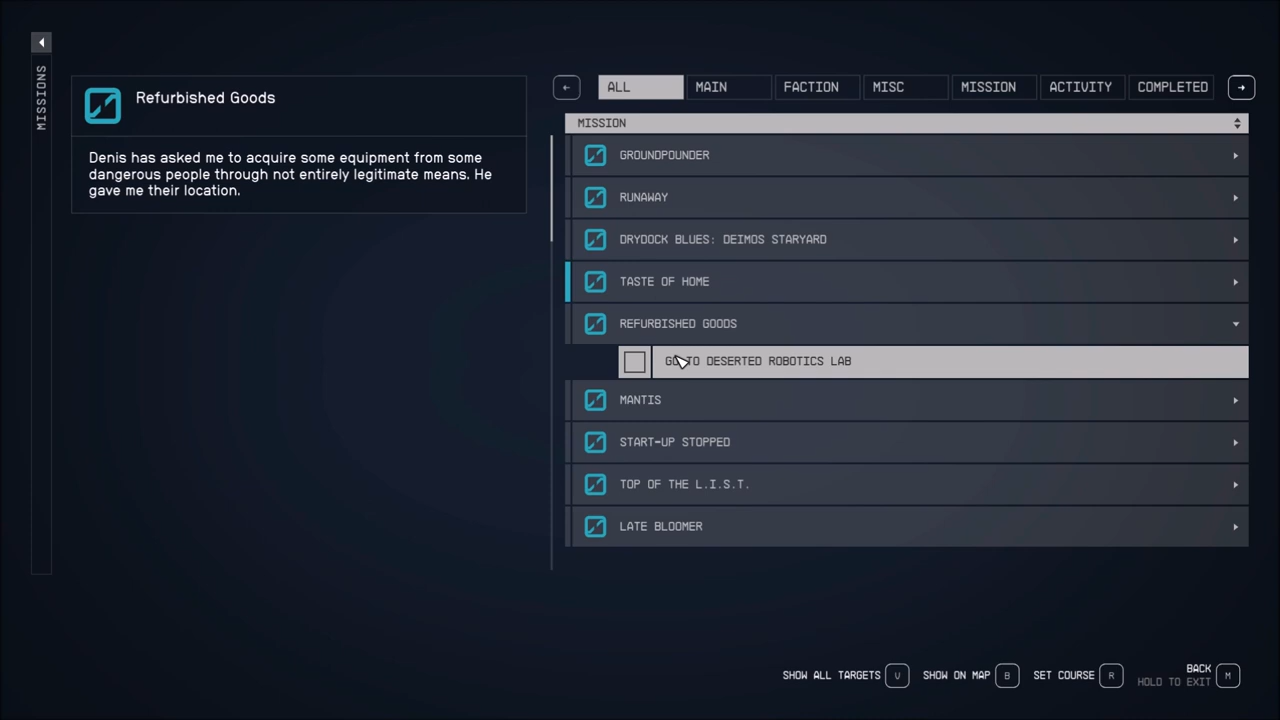 MISSIONS
Refurbished Goods
Denis has asked me to acquire some equipment from some
dangerous people through not entirely legitimate means. He
gave me their location.
ALL MAIN FACTION MISC MISSION ACTIVITY COMPLETED
MISSION
GROUNDPOUNDER
RUNAWAY
DRYDOCK BLUES: DEIMOS STARYARD
TASTE OF HOME
REFURBISHED GOODS
GO TO DESERTED ROBOTICS LAB
MANTIS
START-UP STOPPED
TOP OF THE L.I.S.T.
LATE BLOOMER
SHOW ALL TARGETS V SHOW ON MAP B SET COURSE R BACK M
HOLD TO EXIT